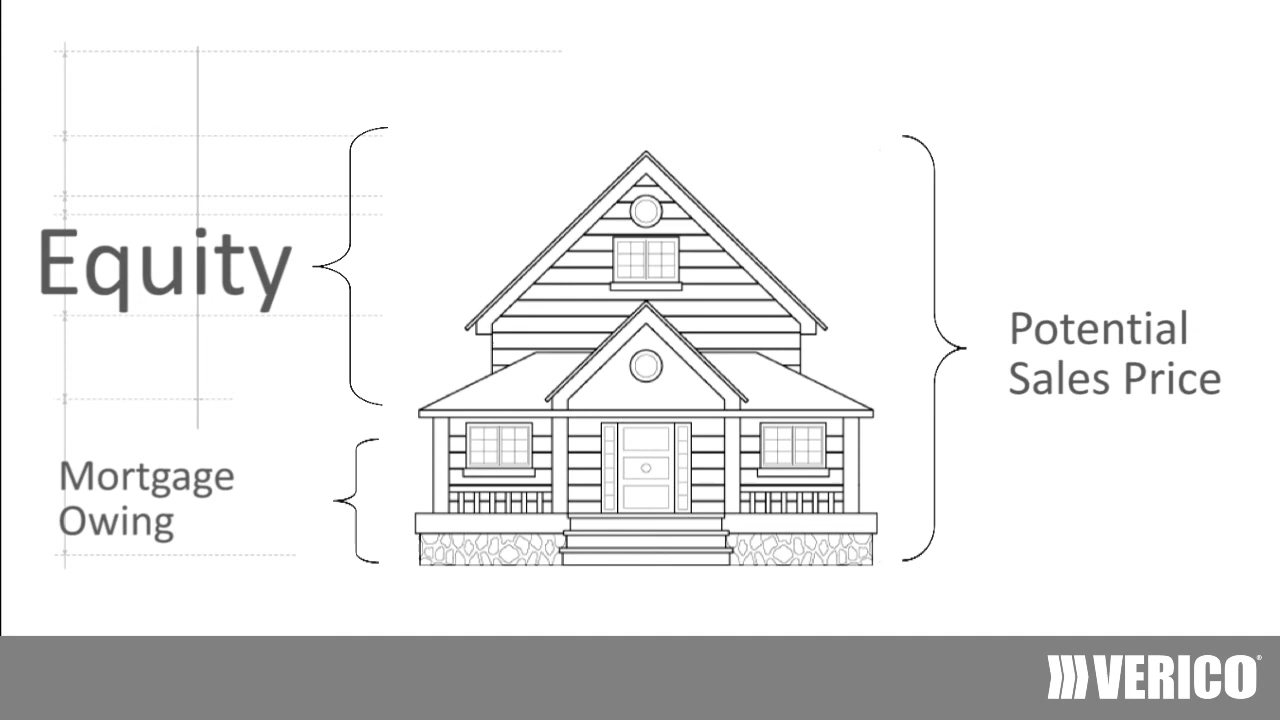 Equity
Mortgage
Owing
Potential
Sales Price
VERICO®